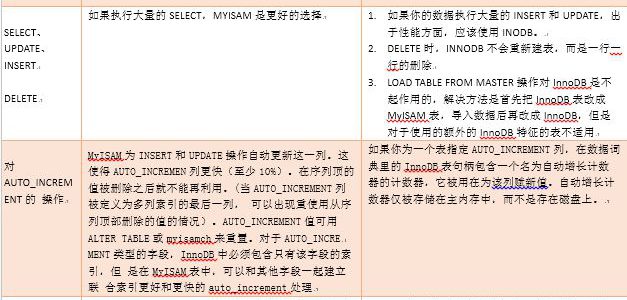 SELECT、
UPDATE、
INSERT、
DELETE。
如果执行大量的 SELECT，MYISAM 是更好的选择。
1. 如果你的数据执行大量的 INSERT 和 UPDATE，出
于性能方面，应该使用 INODB。
2. DELETE 时，INNODB 不会重新建表，而是一行一
行的删除。
3. LOAD TABLE FROM MASTER 操作对 InnoDB 是不
起作用的，解决方法是首先把 InnoDB 表改成
MyISAM 表，导入数据后再改成 InnoDB，但是
对于使用的额外的 InnoDB 特征的表不适用。
对
AUTO_INCREM
ENT 的 操作。
MyISAM 为 INSERT 和 UPDATE 操作自动更新这一列。这
使得 AUTO_INCREMEN 列更快（至少 10%）。在序列顶的
值被删除之后就不能再利用。（当 AUTO_INCREMENT 列
被定义为多列索引的最后一列， 可以出现重使用从序
列顶部删除的值的情况）。AUTO_INCREMENT 值可用
ALTER TABLE 或 myisamch 来重置。对于 AUTO_INCRE
MENT 类型的字段，InnoDB 中必须包含只有该字段的索
引，但 是在 MyISAM 表中，可以和其他字段一起建立
联 合索引更好和更快的 auto_increment 处理。
如果你为一个表指定 AUTO_INCREMENT 列，在数据词
典里的 InnoDB 表句柄包含一个名为自动增长计数
器的计数器，它被用在为该列赋新值。自动增长计
数器仅被存储在主内存中，而不是存在磁盘上。